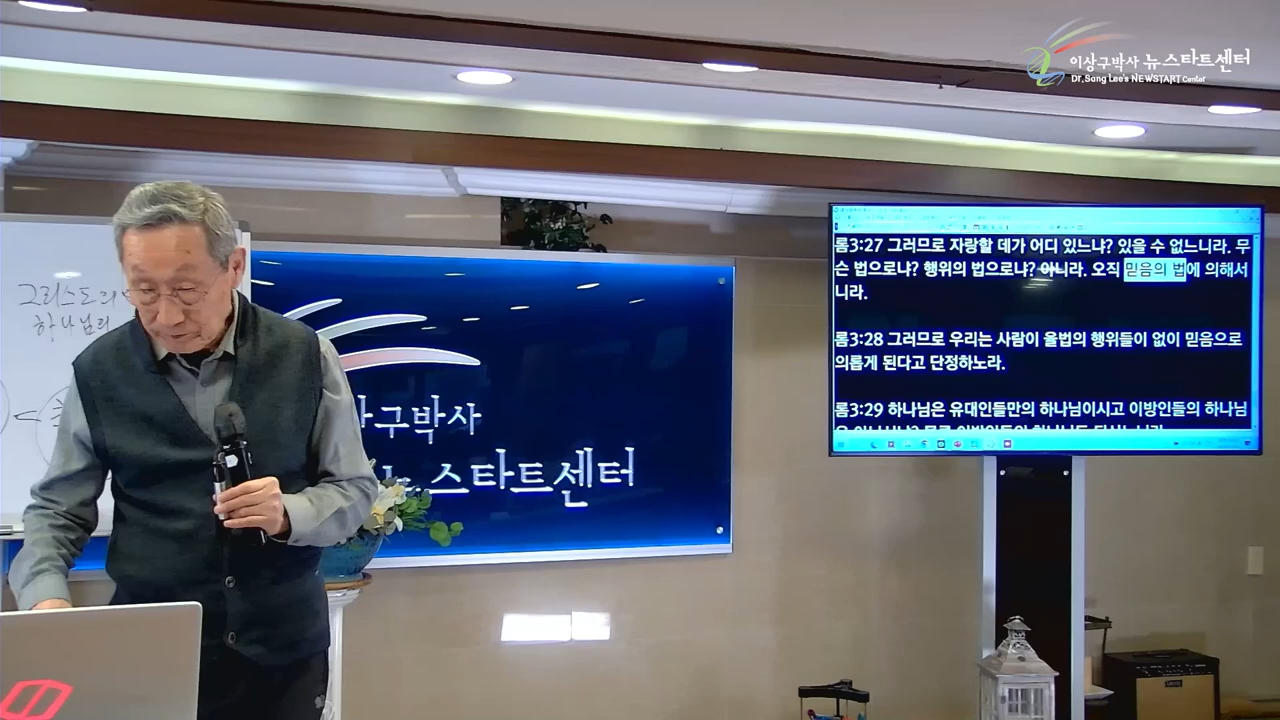 이상구박사 뉴스타트센터
Dr.Sang Lee's NEWSTART Center
그리스도의
하나님의
구박사
뉴스타트센터
롬3:27 그러므로 자랑할 데가 어디 있느냐? 있을 수 없느니라. 무
슨 법으로냐? 행위의 법으로냐? 아니라. 오직 믿음의 법에 의해서
니라.
롬3:28 그러므로 우리는 사람이 율법의 행위들이 없이 믿음으로
의롭게 된다고 단정하노라.
롬3:29 하나님은 유대인들만의 하나님이시고 이방인들의 하나님